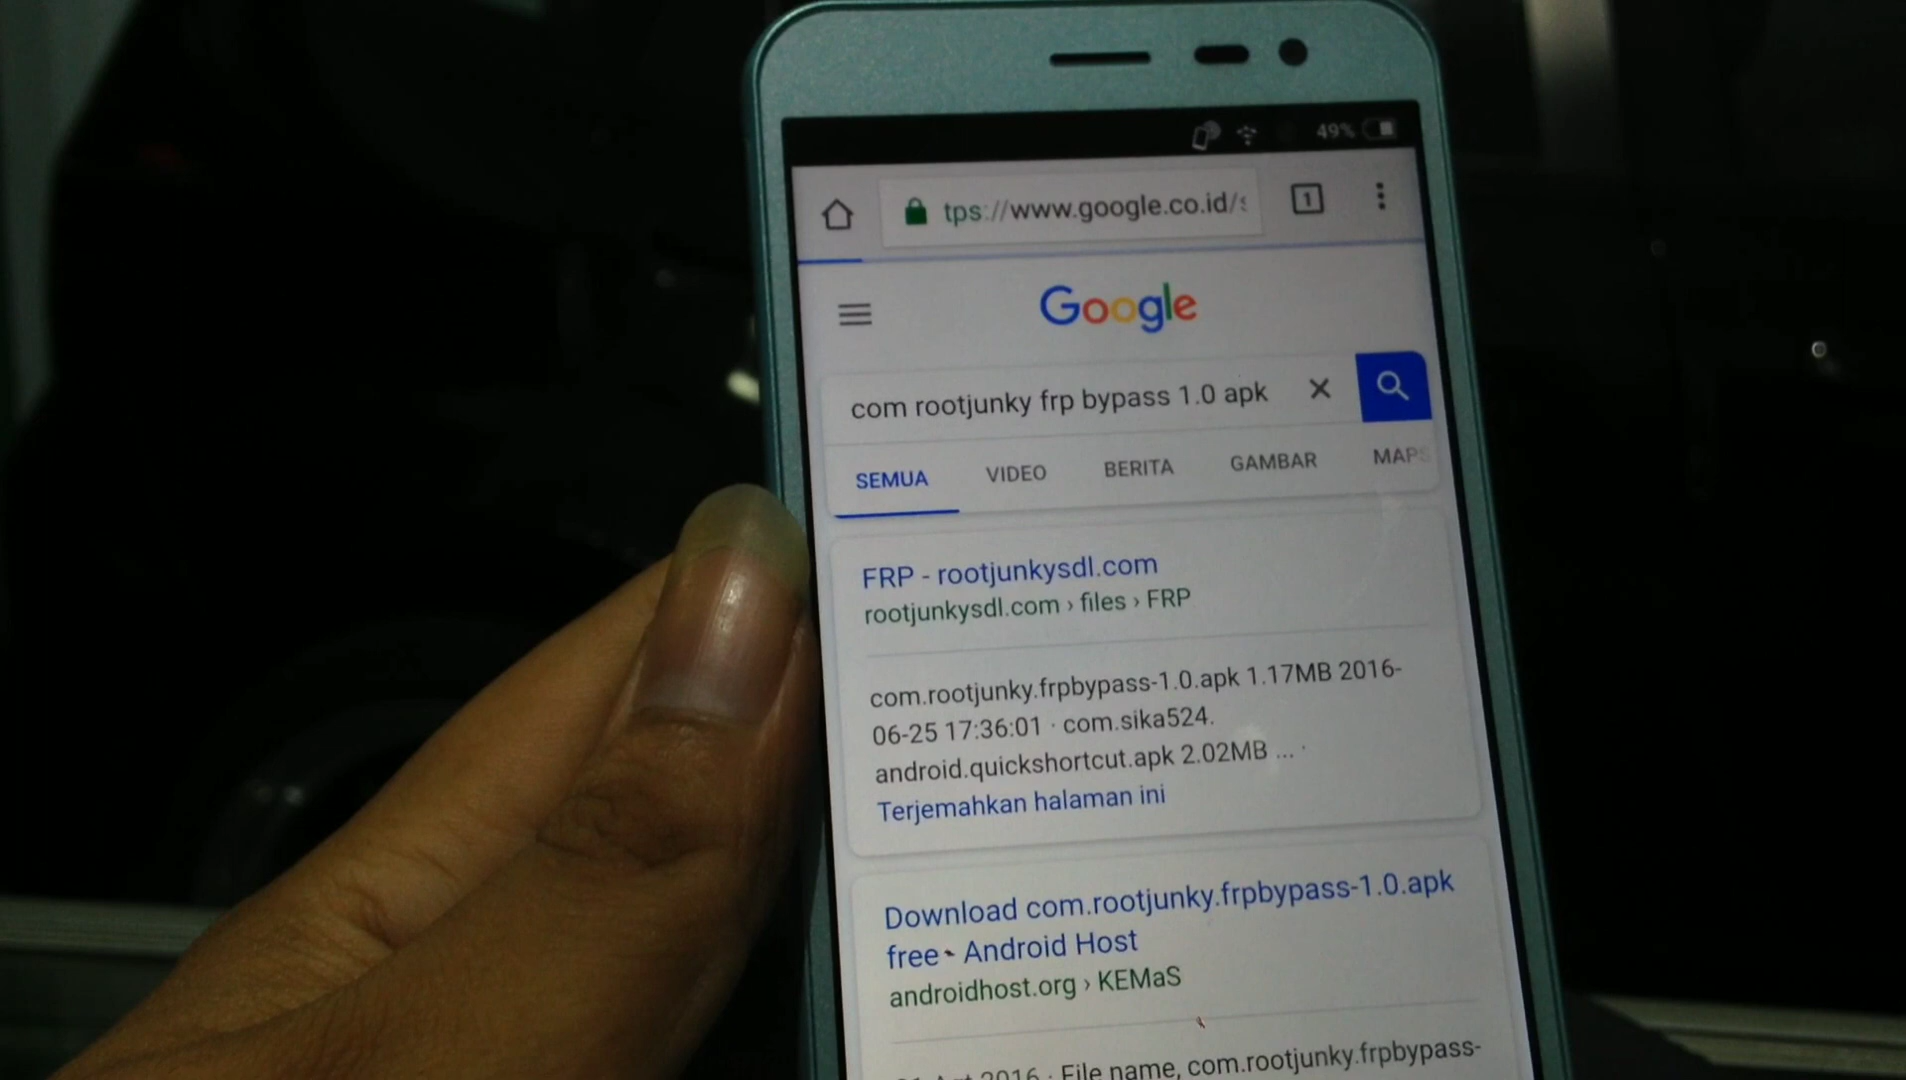 49%
tps://www.google.co.id/
1
Google
com rootjunky frp bypass 1.0 apk
SEMUA VIDEO BERITA GAMBAR MAPS
FRP - rootjunkysdl.com
rootjunkysdl.com › files › FRP
com.rootjunky.frpbypass-1.0.apk 1.17MB 2016-
06-25 17:36:01 · com.sika524.
android.quickshortcut.apk 2.02MB ... ·
Terjemahkan halaman ini
Download com.rootjunky.frpbypass-1.0.apk
free - Android Host
androidhost.org › KEMaS
2016 · File name, com.rootjunky.frpbypass-